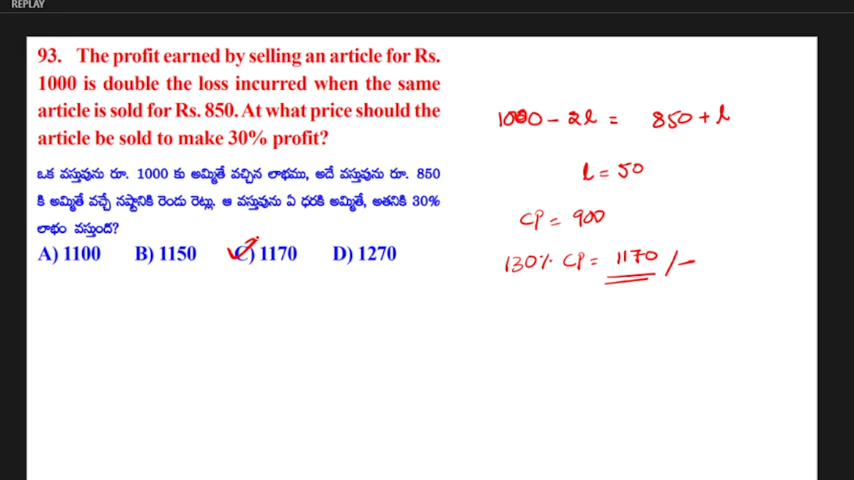 REPLAY
93. The profit earned by selling an article for Rs.
1000 is double the loss incurred when the same
article is sold for Rs. 850. At what price should the
article be sold to make 30% profit?
ఒక వస్తువును రూ. 1000 కు అమ్మితే వచ్చిన లాభము, అదే వస్తువును రూ. 850
కి అమ్మితే వచ్చే నష్టానికి రెండు రెట్లు. ఆ వస్తువును ఏ ధరకి అమ్మితే, అతనికి 30%
లాభం వస్తుంది?
A) 1100 B) 1150 C) 1170 D) 1270
1000 - 2l = 850 + l
l = 50
CP = 900
130% CP = 1170 /-